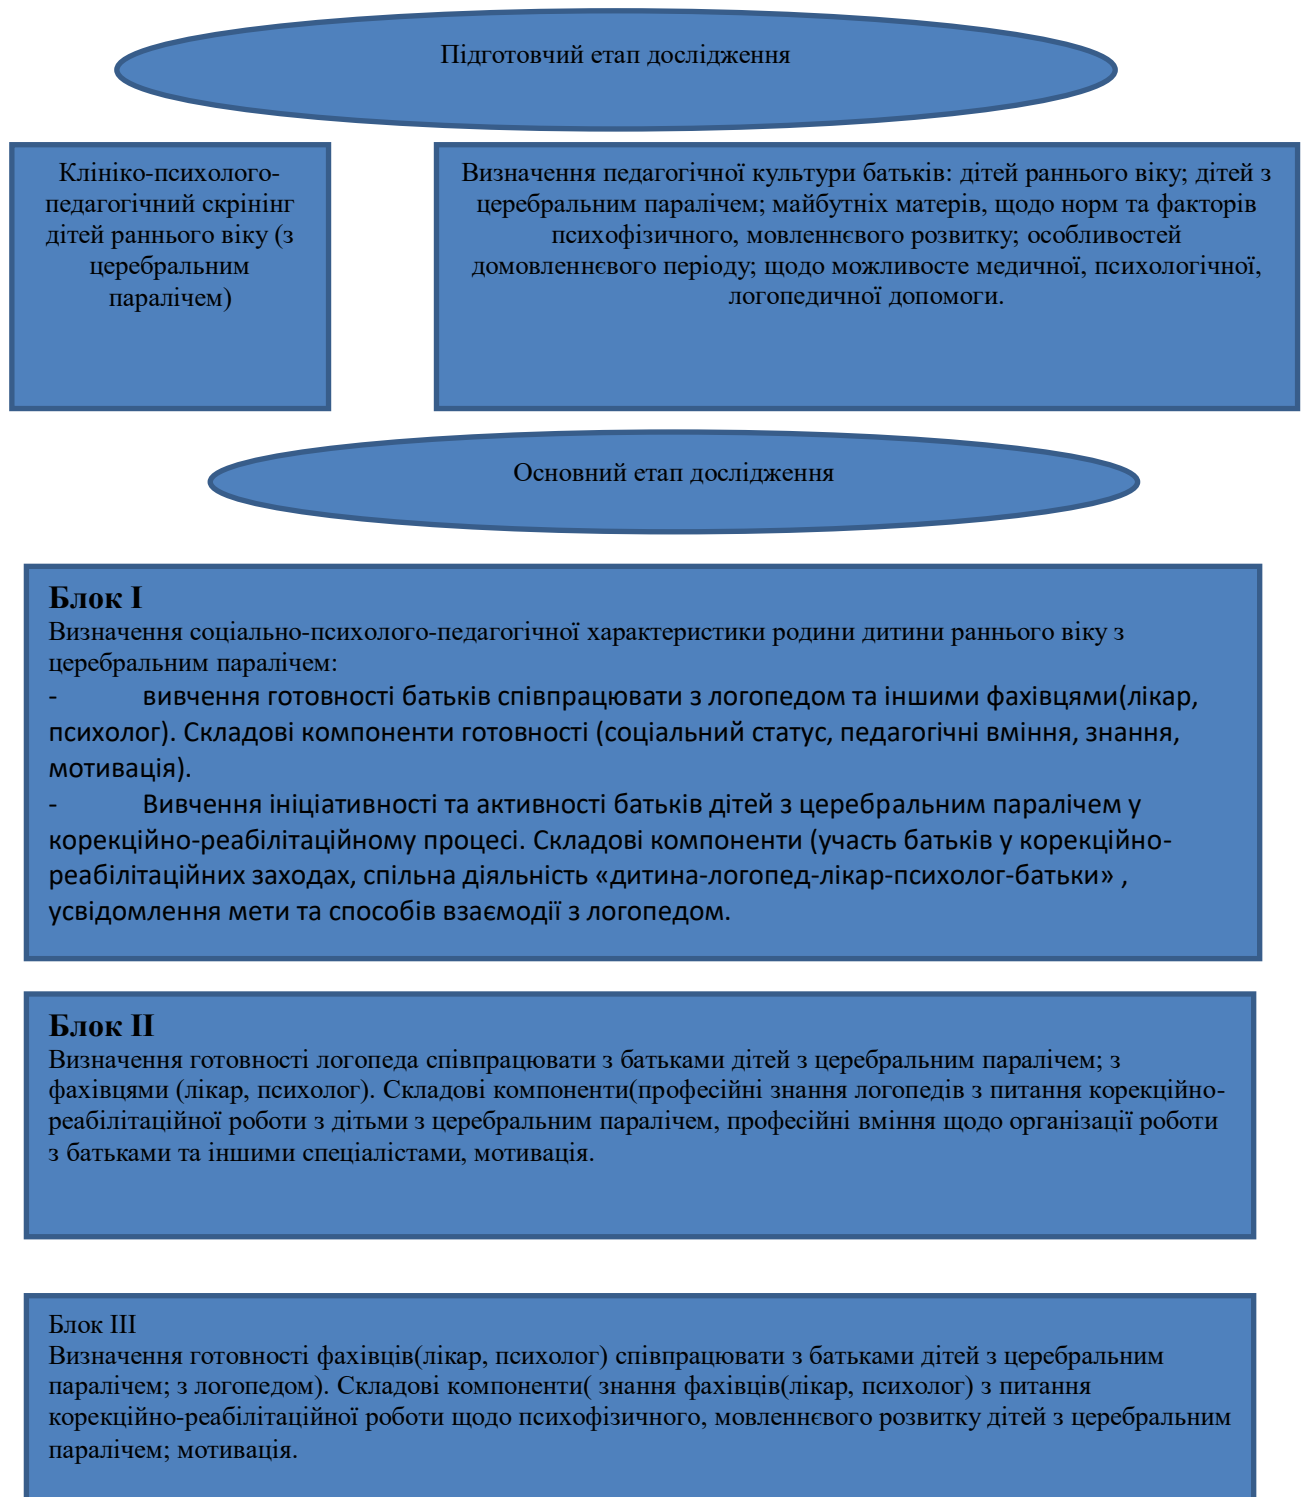 Підготовчий етап дослідження
Клініко-психолого-
педагогічний скрінінг
дітей раннього віку (з
церебральним
паралічем)
Визначення педагогічної культури батьків: дітей раннього віку; дітей з
церебральним паралічем; майбутніх матерів, щодо норм та факторів
психофізичного, мовленнєвого розвитку; особливостей
домовленнєвого періоду; щодо можливосте медичної, психологічної,
логопедичної допомоги.
Основний етап дослідження
Блок I
Визначення соціально-психолого-педагогічної характеристики родини дитини раннього віку з
церебральним паралічем:
- вивчення готовності батьків співпрацювати з логопедом та іншими фахівцями(лікар,
психолог). Складові компоненти готовності (соціальний статус, педагогічні вміння, знання,
мотивація).
- Вивчення ініціативності та активності батьків дітей з церебральним паралічем у
корекційно-реабілітаційному процесі. Складові компоненти (участь батьків у корекційно-
реабілітаційних заходах, спільна діяльність «дитина-логопед-лікар-психолог-батьки» ,
усвідомлення мети та способів взаємодії з логопедом.
Блок II
Визначення готовності логопеда співпрацювати з батьками дітей з церебральним паралічем; з
фахівцями (лікар, психолог). Складові компоненти(професійні знання логопедів з питання корекційно-
реабілітаційної роботи з дітьми з церебральним паралічем, професійні вміння щодо організації роботи
з батьками та іншими спеціалістами, мотивація.
Блок III
Визначення готовності фахівців(лікар, психолог) співпрацювати з батьками дітей з церебральним
паралічем; з логопедом). Складові компоненти( знання фахівців(лікар, психолог) з питання
корекційно-реабілітаційної роботи щодо психофізичного, мовленнєвого розвитку дітей з церебральним
паралічем; мотивація.